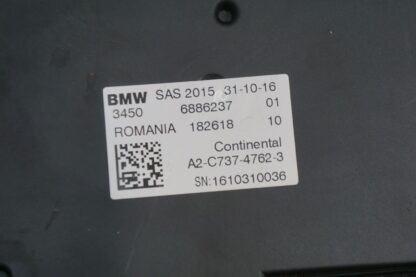 BMW SAS 2015 31-10-16
3450 6886237 01
ROMANIA 182618 10
Continental
A2-C737-4762-3
SN:1610310036